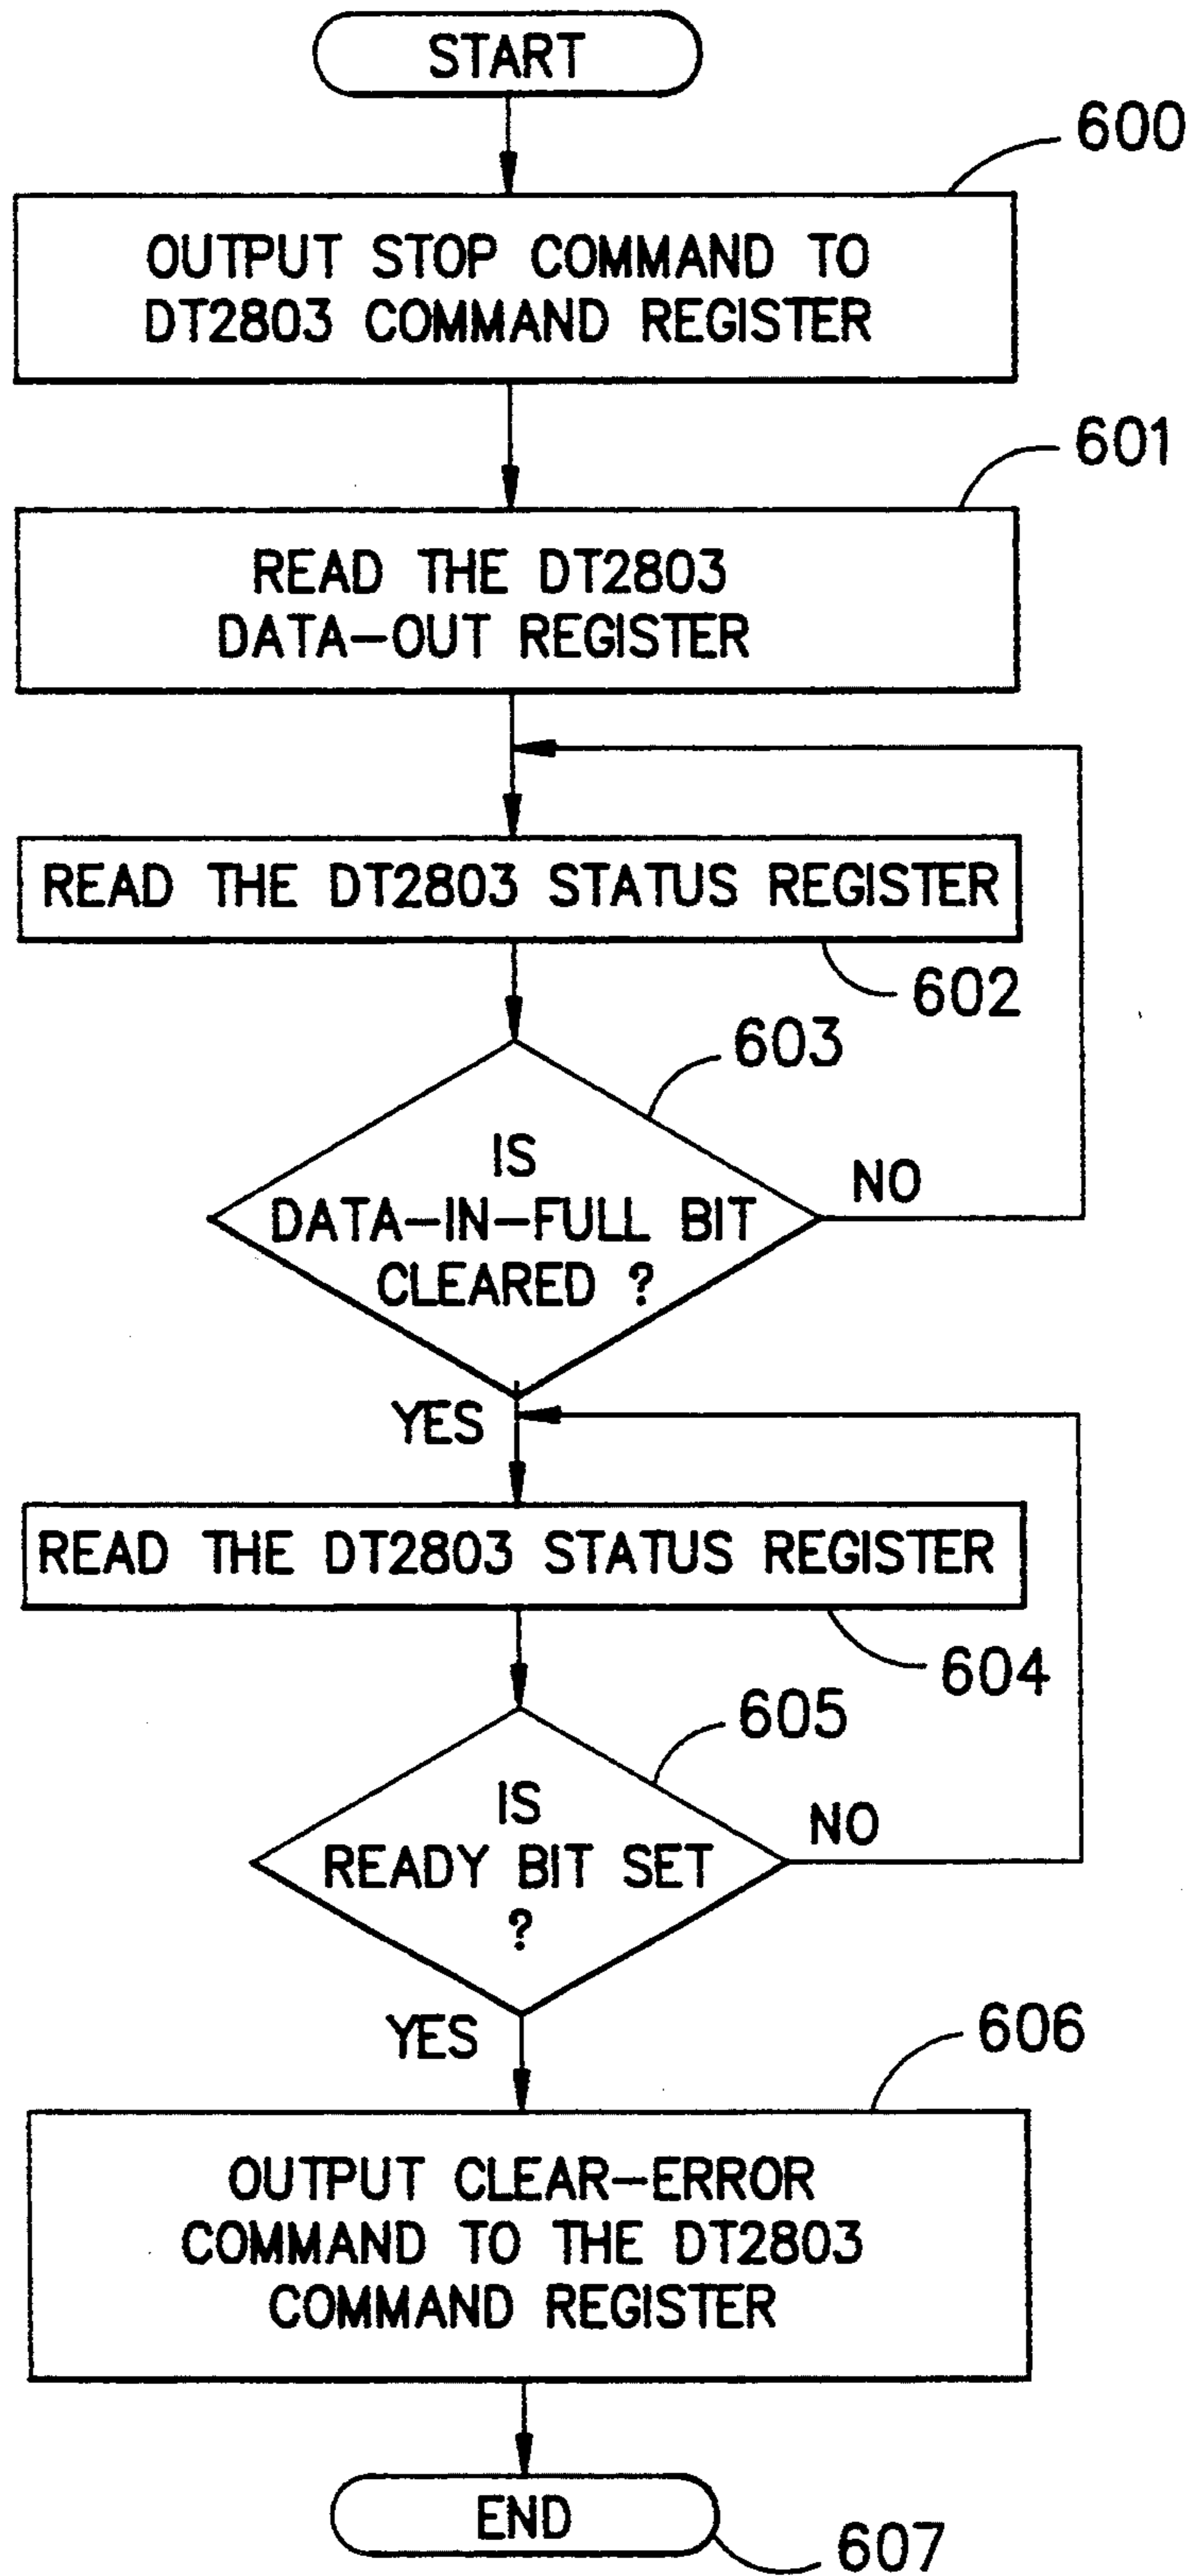 START
600
OUTPUT STOP COMMAND TO
DT2803 COMMAND REGISTER
601
READ THE DT2803
DATA-OUT REGISTER
READ THE DT2803 STATUS REGISTER
602
603
IS
DATA-IN-FULL BIT
CLEARED ?
NO
YES
READ THE DT2803 STATUS REGISTER
604
605
IS
READY BIT SET
?
NO
YES
606
OUTPUT CLEAR-ERROR
COMMAND TO THE DT2803
COMMAND REGISTER
END
607